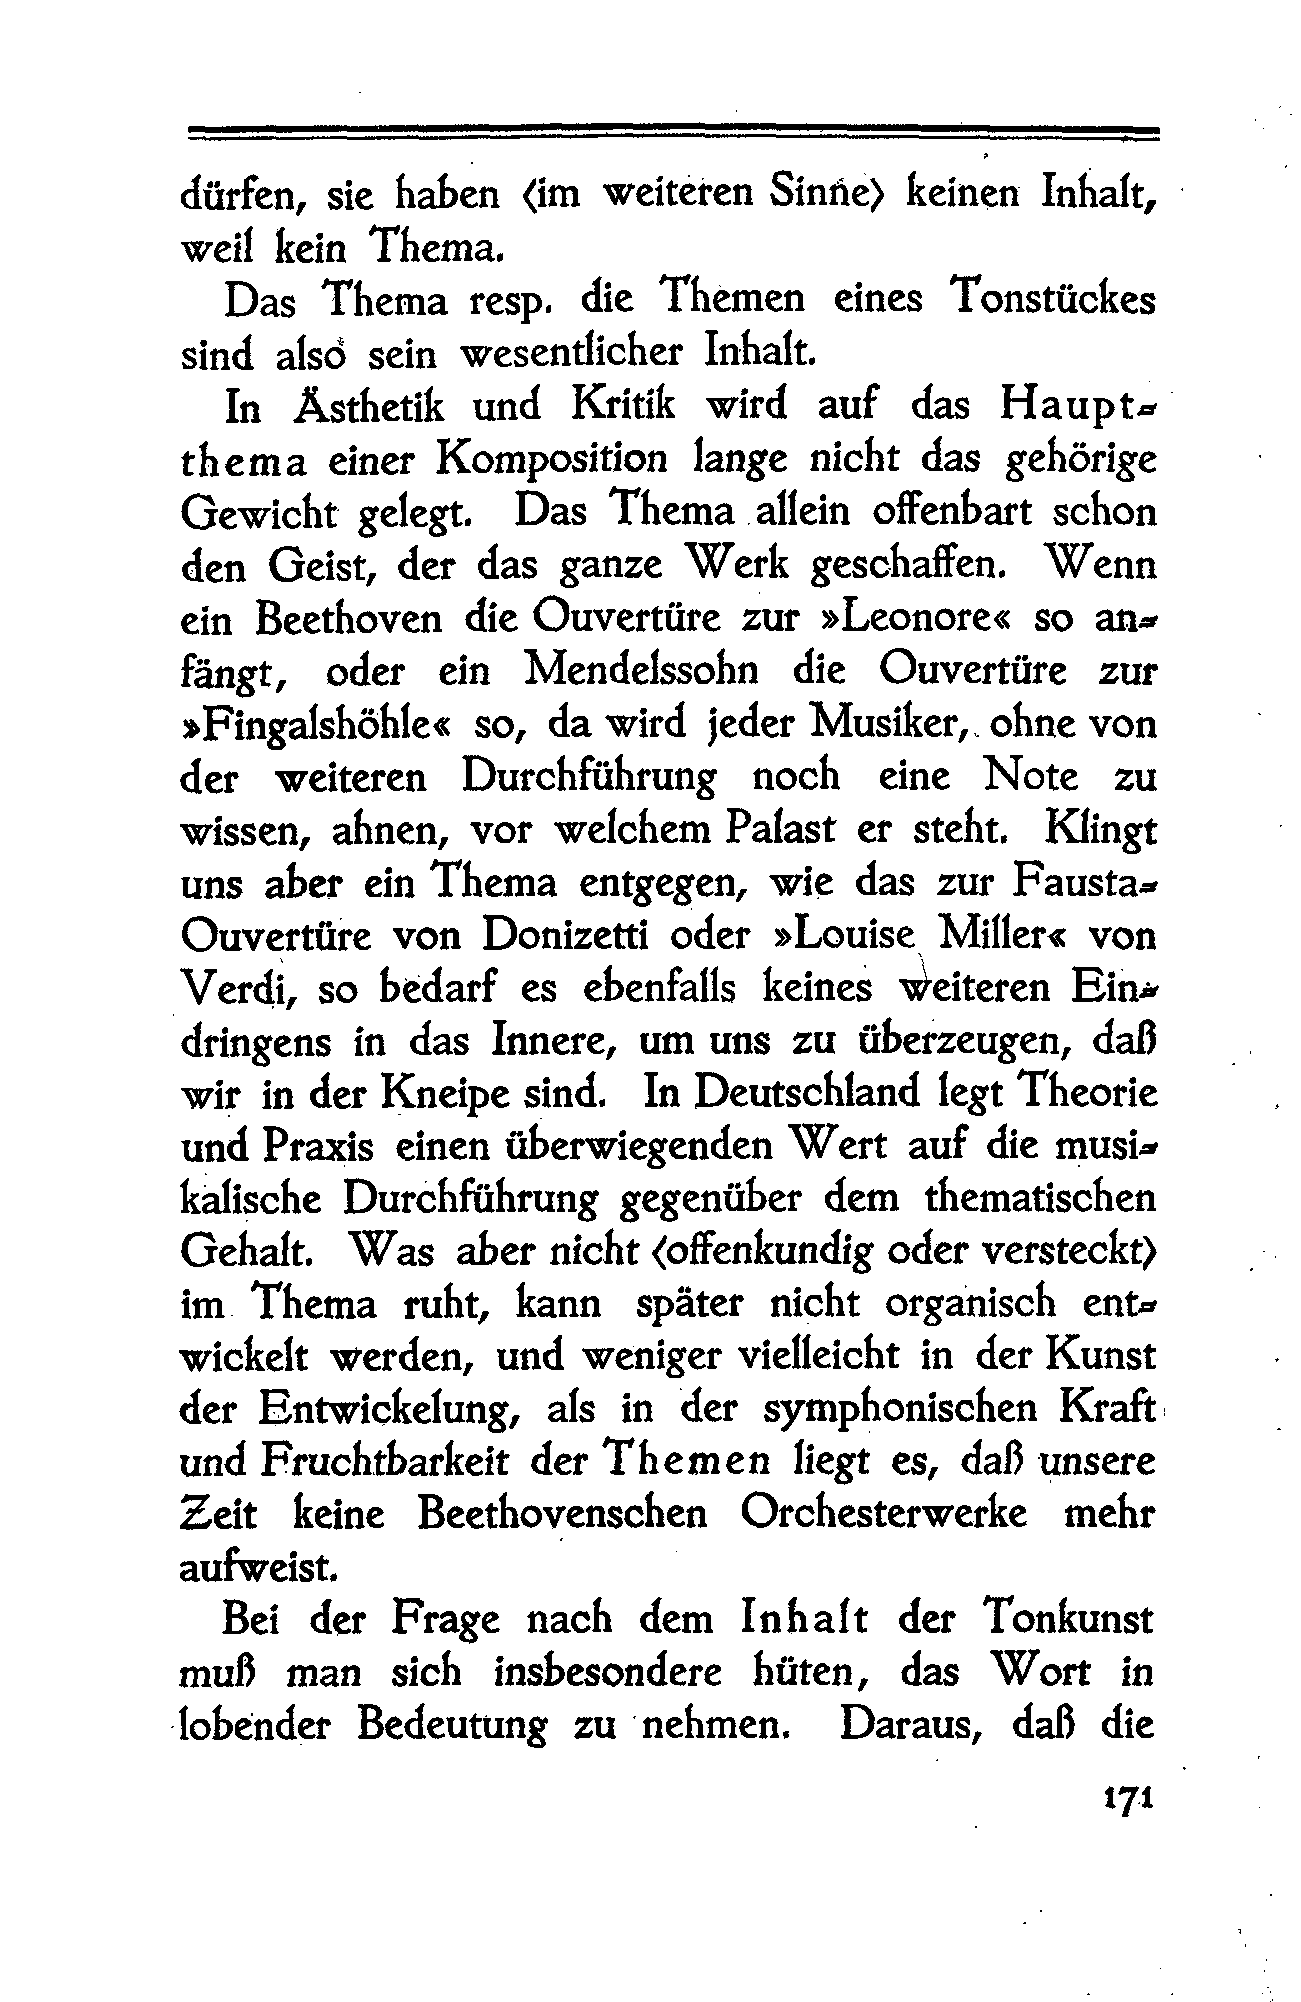 dürfen, sie haben ‹im weiteren Sinne› keinen Inhalt,
weil kein Thema.
Das Thema resp. die Themen eines Tonstückes
sind also sein wesentlicher Inhalt.
In Ästhetik und Kritik wird auf das Haupt-
thema einer Komposition lange nicht das gehörige
Gewicht gelegt. Das Thema allein offenbart schon
den Geist, der das ganze Werk geschaffen. Wenn
ein Beethoven die Ouvertüre zur »Leonore« so an-
fängt, oder ein Mendelssohn die Ouvertüre zur
»Fingalshöhle« so, da wird jeder Musiker, ohne von
der weiteren Durchführung noch eine Note zu
wissen, ahnen, vor welchem Palast er steht. Klingt
uns aber ein Thema entgegen, wie das zur Fausta-
Ouvertüre von Donizetti oder »Louise Miller« von
Verdi, so bedarf es ebenfalls keines weiteren Ein-
dringens in das Innere, um uns zu überzeugen, daß
wir in der Kneipe sind. In Deutschland legt Theorie
und Praxis einen überwiegenden Wert auf die musi-
kalische Durchführung gegenüber dem thematischen
Gehalt. Was aber nicht ‹offenkundig oder versteckt›
im Thema ruht, kann später nicht organisch ent-
wickelt werden, und weniger vielleicht in der Kunst
der Entwickelung, als in der symphonischen Kraft
und Fruchtbarkeit der Themen liegt es, daß unsere
Zeit keine Beethovenschen Orchesterwerke mehr
aufweist.
Bei der Frage nach dem Inhalt der Tonkunst
muß man sich insbesondere hüten, das Wort in
lobender Bedeutung zu nehmen. Daraus, daß die
171